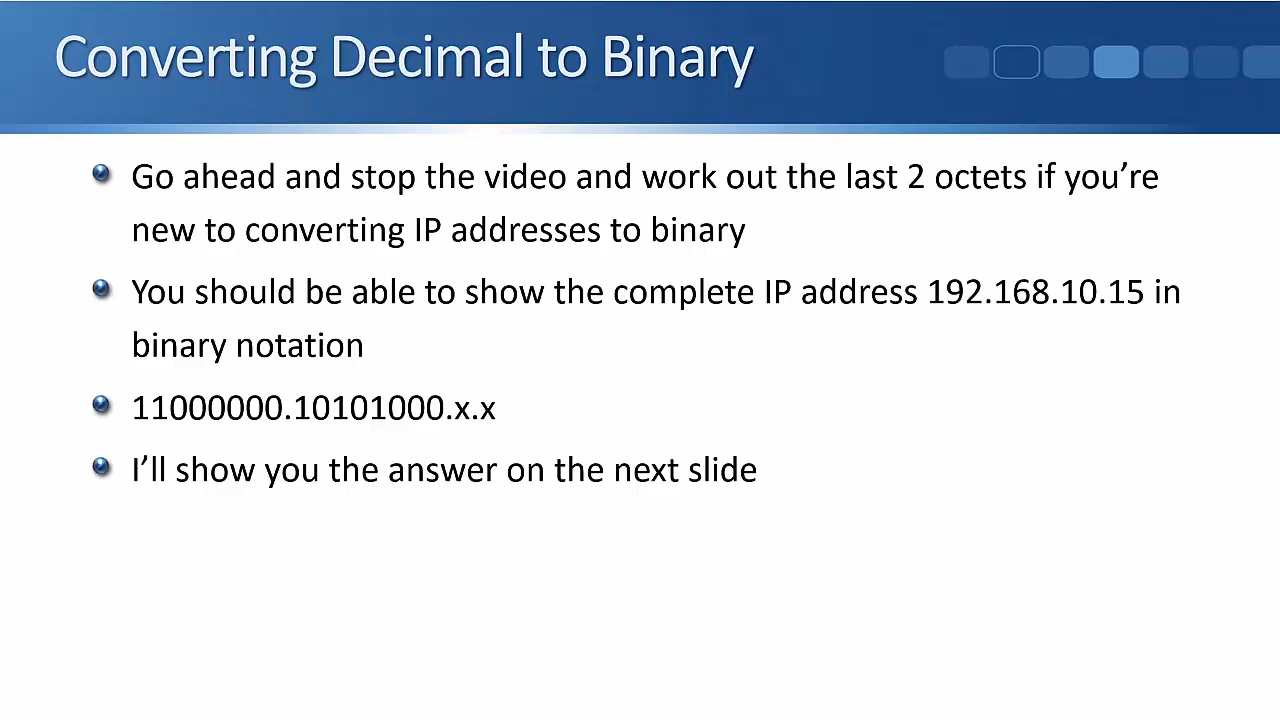 Converting Decimal to Binary
Go ahead and stop the video and work out the last 2 octets if you’re
new to converting IP addresses to binary
You should be able to show the complete IP address 192.168.10.15 in
binary notation
11000000.10101000.x.x
I’ll show you the answer on the next slide